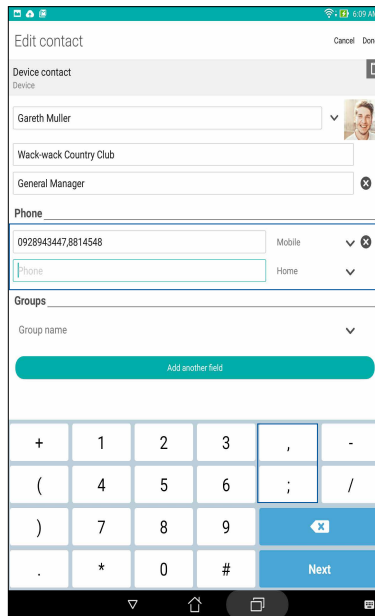 6:09 AM
Edit contact
Cancel
Device contact
Device
Gareth Muller
Wack-wack Country Club
General Manager
Phone
0928943447,8814548 Mobile
Phone Home
Groups
Group name
Add another field
+ 1 2 3 , -
( 4 5 6 ; /
) 7 8 9
. * 0 # Next